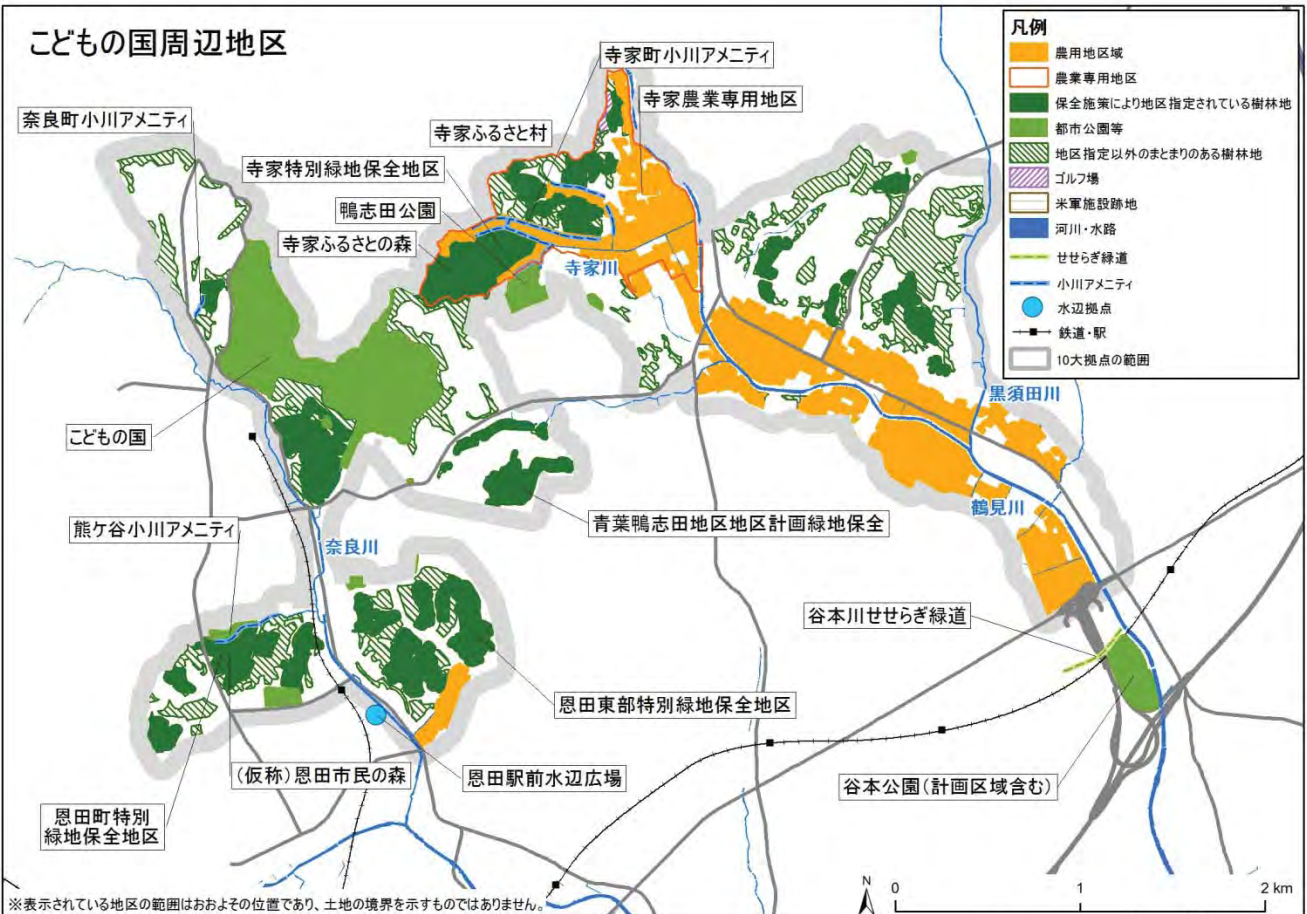 こどもの国周辺地区
凡例
農用地区域
農業専用地区
保全施策により地区指定されている樹林地
都市公園等
地区指定以外のまとまりのある樹林地
ゴルフ場
米軍施設跡地
河川・水路
せせらぎ緑道
小川アメニティ
水辺拠点
鉄道・駅
10大拠点の範囲
寺家町小川アメニティ
寺家農業専用地区
奈良町小川アメニティ
寺家ふるさと村
寺家特別緑地保全地区
鴨志田公園
寺家ふるさとの森
寺家川
黒須田川
こどもの国
青葉鴨志田地区地区計画緑地保全
鶴見川
熊ケ谷小川アメニティ
奈良川
谷本川せせらぎ緑道
恩田東部特別緑地保全地区
(仮称)恩田市民の森
恩田駅前水辺広場
谷本公園(計画区域含む)
恩田町特別
緑地保全地区
N
0 1 2 km
※表示されている地区の範囲はおおよその位置であり、土地の境界を示すものではありません。